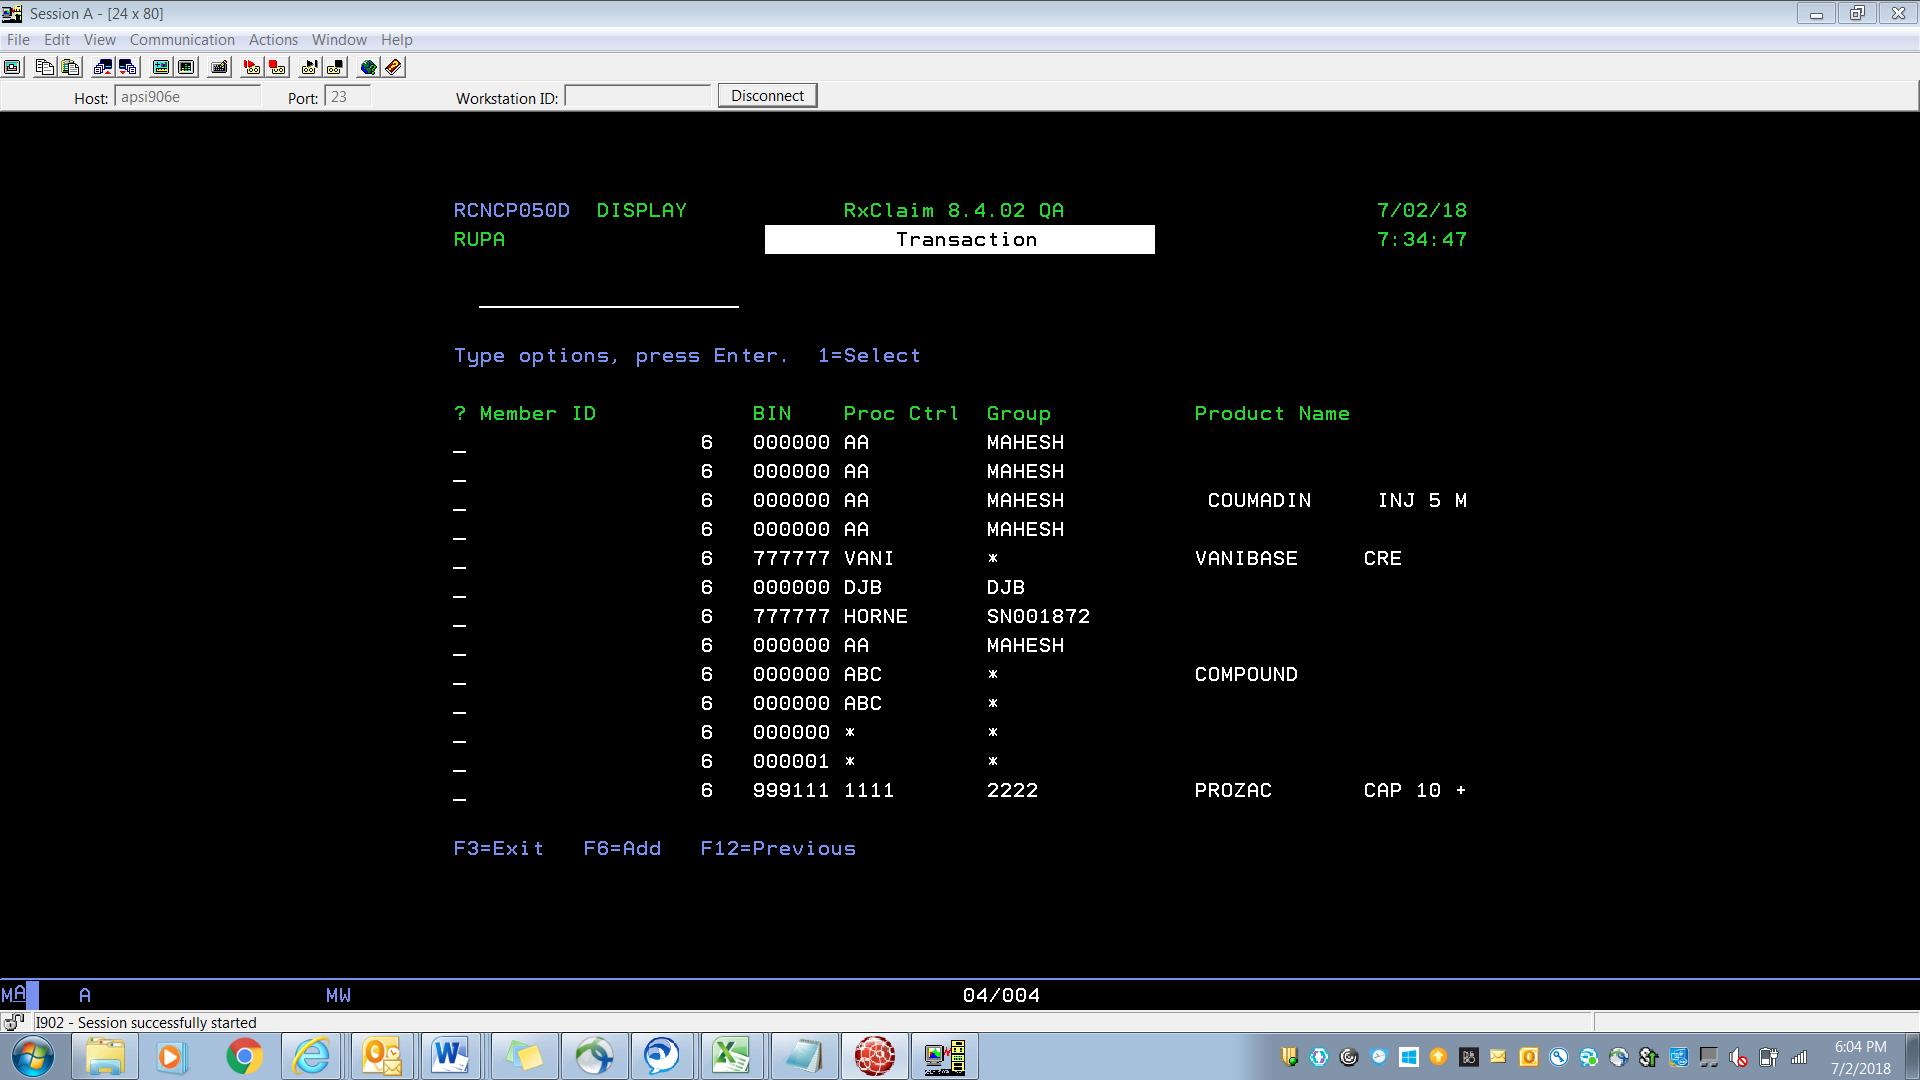 Session A - [24 x 80]
File Edit View Communication Actions Window Help
Host: apsi906e Port: 23 Workstation ID: Disconnect
RCNCP050D DISPLAY RxClaim 8.4.02 QA 7/02/18
RUPA Transaction 7:34:47
Type options, press Enter. 1=Select
? Member ID BIN Proc Ctrl Group Product Name
_ 6 000000 AA MAHESH
_ 6 000000 AA MAHESH
_ 6 000000 AA MAHESH COUMADIN INJ 5 M
_ 6 000000 AA MAHESH
_ 6 777777 VANI * VANIBASE CRE
_ 6 000000 DJB DJB
_ 6 777777 HORNE SN001872
_ 6 000000 AA MAHESH
_ 6 000000 ABC * COMPOUND
_ 6 000000 ABC *
_ 6 000000 * *
_ 6 000001 * *
_ 6 999111 1111 2222 PROZAC CAP 10 +
F3=Exit F6=Add F12=Previous
MA A MW 04/004
I902 - Session successfully started
6:04 PM
7/2/2018